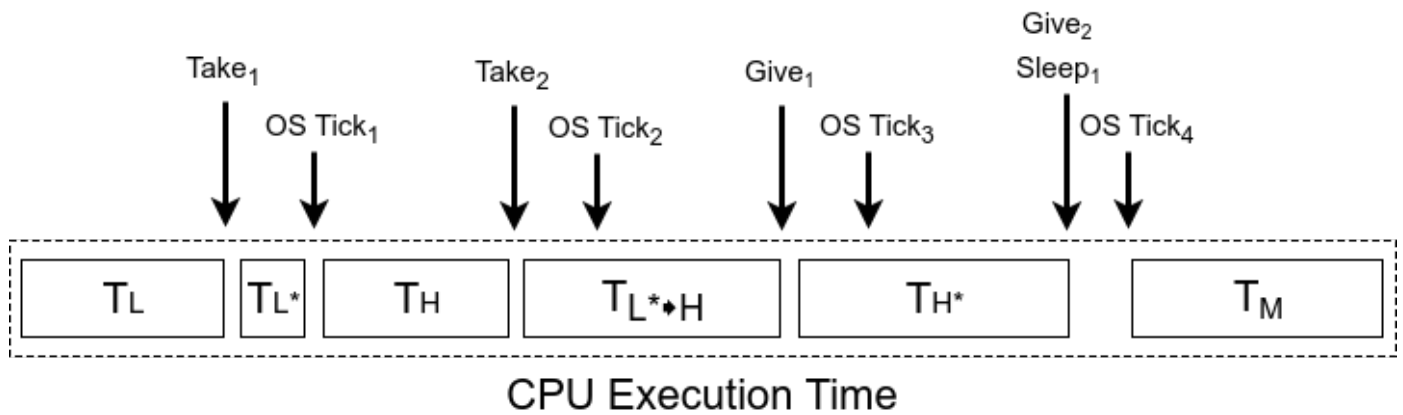 Give₂
Take₁ Take₂ Give₁ Sleep₁
OS Tick₁ OS Tick₂ OS Tick₃ OS Tick₄
TL TL* TH TL*➧H TH* TM
CPU Execution Time